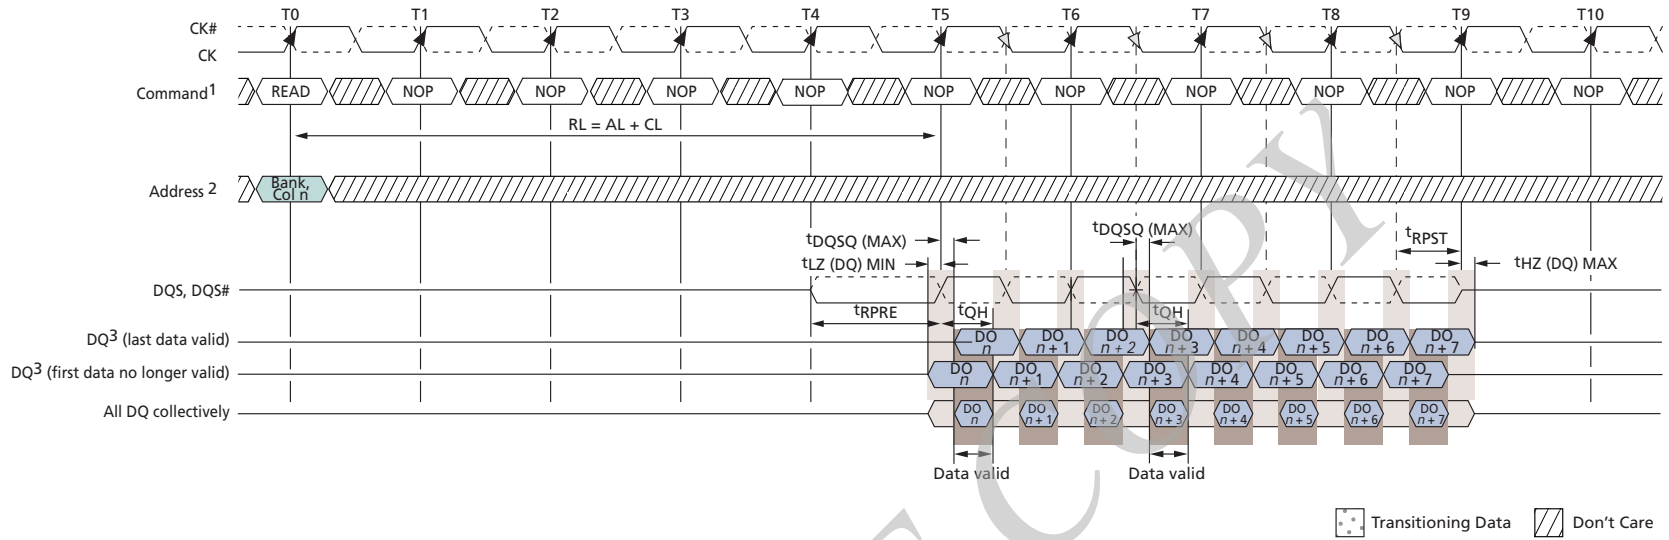 T0 T1 T2 T3 T4 T5 T6 T7 T8 T9 T10
CK#
CK
Command1 READ NOP NOP NOP NOP NOP NOP NOP NOP NOP NOP
RL = AL + CL
Address 2 Bank, Col n
tDQSQ (MAX) tDQSQ (MAX) tRPST
tLZ (DQ) MIN tHZ (DQ) MAX
DQS, DQS#
tRPRE tQH tQH
DQ3 (last data valid) DO n DO n + 1 DO n + 2 DO n + 3 DO n + 4 DO n + 5 DO n + 6 DO n + 7
DQ3 (first data no longer valid) DO n DO n + 1 DO n + 2 DO n + 3 DO n + 4 DO n + 5 DO n + 6 DO n + 7
All DQ collectively DO n DO n + 1 DO n + 2 DO n + 3 DO n + 4 DO n + 5 DO n + 6 DO n + 7
Data valid Data valid
Transitioning Data Don't Care
COPY